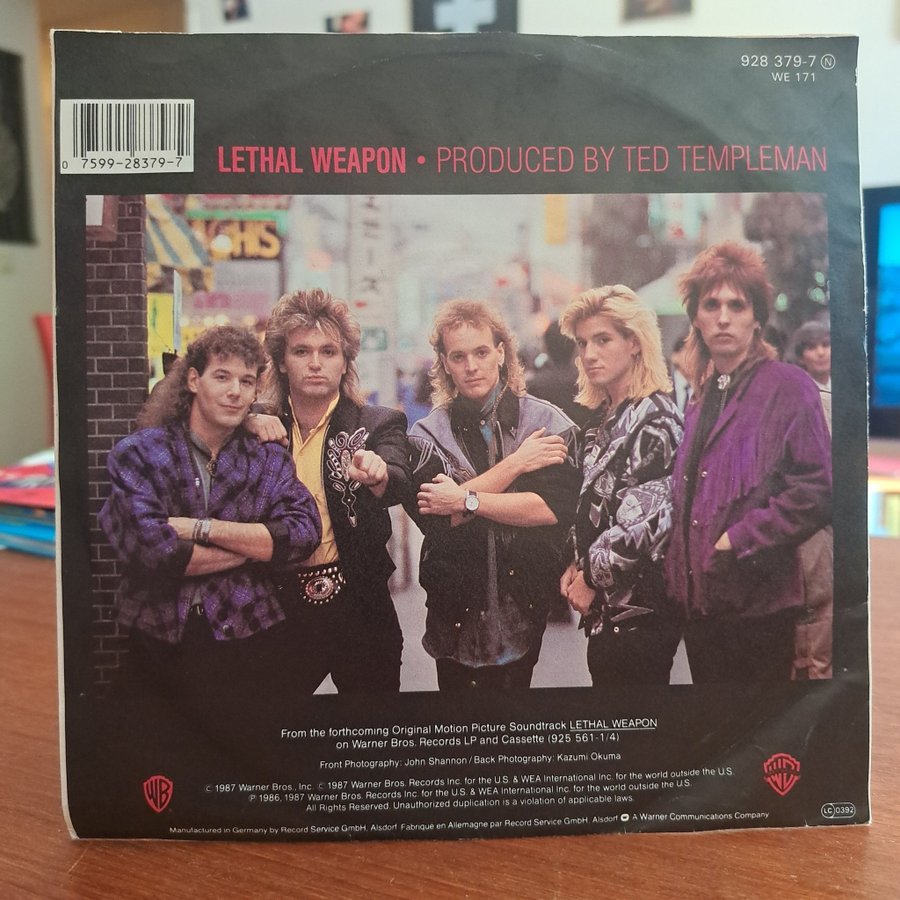 928 379-7 Ⓝ
WE 171
0 7599-28379-7
LETHAL WEAPON • PRODUCED BY TED TEMPLEMAN
From the forthcoming Original Motion Picture Soundtrack LETHAL WEAPON
on Warner Bros. Records LP and Cassette (925 561-1/4)
Front Photography: John Shannon / Back Photography: Kazumi Okuma
© 1987 Warner Bros., Inc. © 1987 Warner Bros. Records Inc. for the U.S. & WEA International Inc. for the world outside the U.S.
℗ 1986, 1987 Warner Bros. Records Inc. for the U.S. & WEA International Inc. for the world outside the U.S.
All Rights Reserved. Unauthorized duplication is a violation of applicable laws.
WB
LC 0392
Manufactured in Germany by Record Service GmbH, Alsdorf Fabriqué en Allemagne par Record Service GmbH, Alsdorf A Warner Communications Company